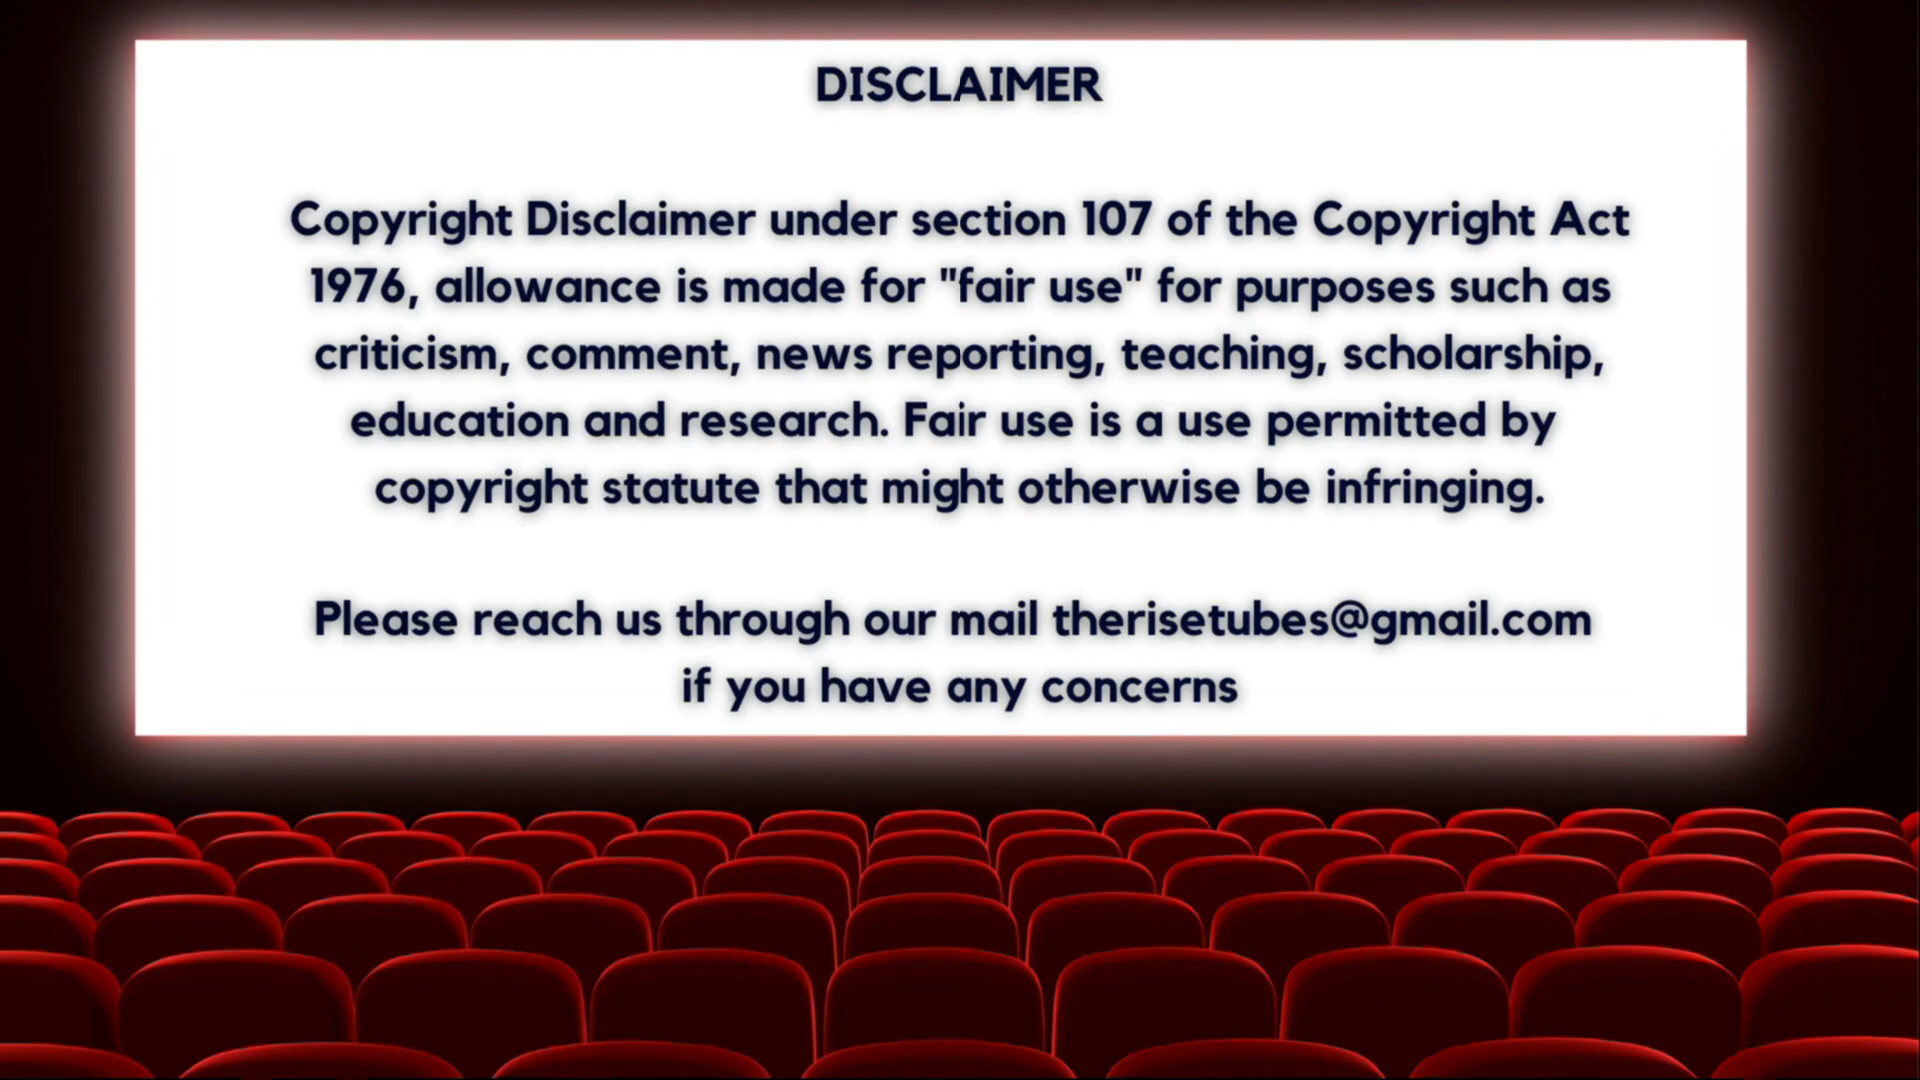 DISCLAIMER
Copyright Disclaimer under section 107 of the Copyright Act
1976, allowance is made for "fair use" for purposes such as
criticism, comment, news reporting, teaching, scholarship,
education and research. Fair use is a use permitted by
copyright statute that might otherwise be infringing.
Please reach us through our mail therisetubes@gmail.com
if you have any concerns